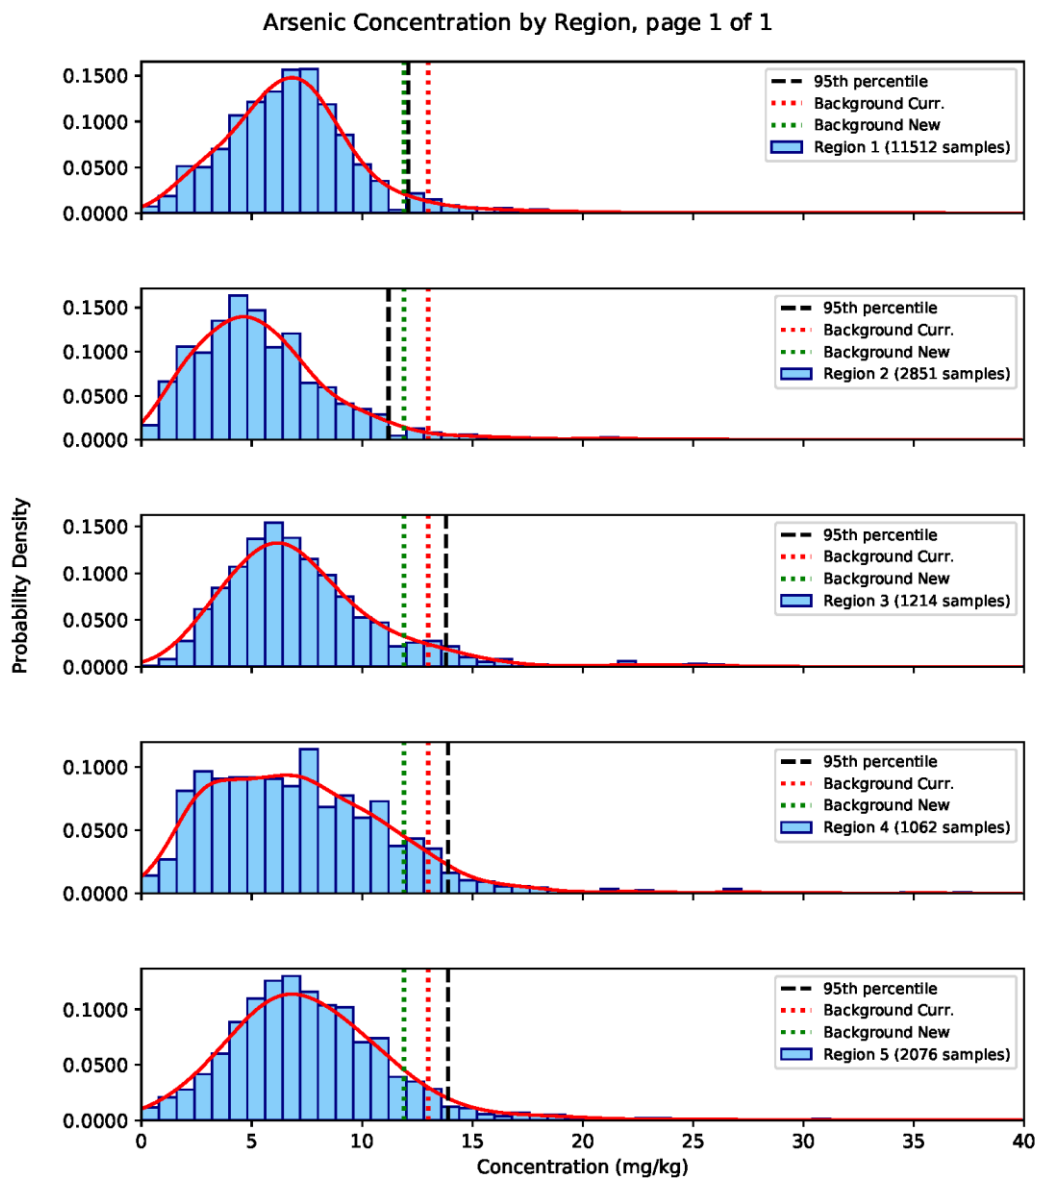 Arsenic Concentration by Region, page 1 of 1
0.1500
0.1000
0.0500
0.0000
95th percentile
Background Curr.
Background New
Region 1 (11512 samples)
0.1500
0.1000
0.0500
0.0000
95th percentile
Background Curr.
Background New
Region 2 (2851 samples)
Probability Density
0.1500
0.1000
0.0500
0.0000
95th percentile
Background Curr.
Background New
Region 3 (1214 samples)
0.1000
0.0500
0.0000
95th percentile
Background Curr.
Background New
Region 4 (1062 samples)
0.1000
0.0500
0.0000
95th percentile
Background Curr.
Background New
Region 5 (2076 samples)
0 5 10 15 20 25 30 35 40
Concentration (mg/kg)